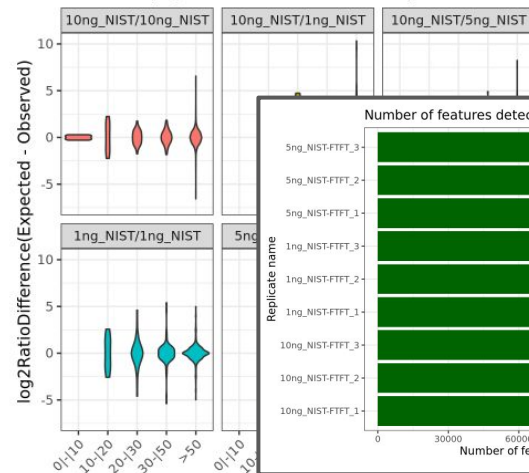 10ng_NIST/10ng_NIST
10ng_NIST/1ng_NIST
10ng_NIST/5ng_NIST
log2RatioDifference(Expected - Observed)
10
5
0
-5
1ng_NIST/1ng_NIST
5ng
10
5
0
-5
0|-|10
10-|20
20-|30
30-|50
>50
0|-|10
10
Number of features detec
Replicate name
5ng_NIST-FTFT_3
5ng_NIST-FTFT_2
5ng_NIST-FTFT_1
1ng_NIST-FTFT_3
1ng_NIST-FTFT_2
1ng_NIST-FTFT_1
10ng_NIST-FTFT_3
10ng_NIST-FTFT_2
10ng_NIST-FTFT_1
0
30000
60000
Number of fe